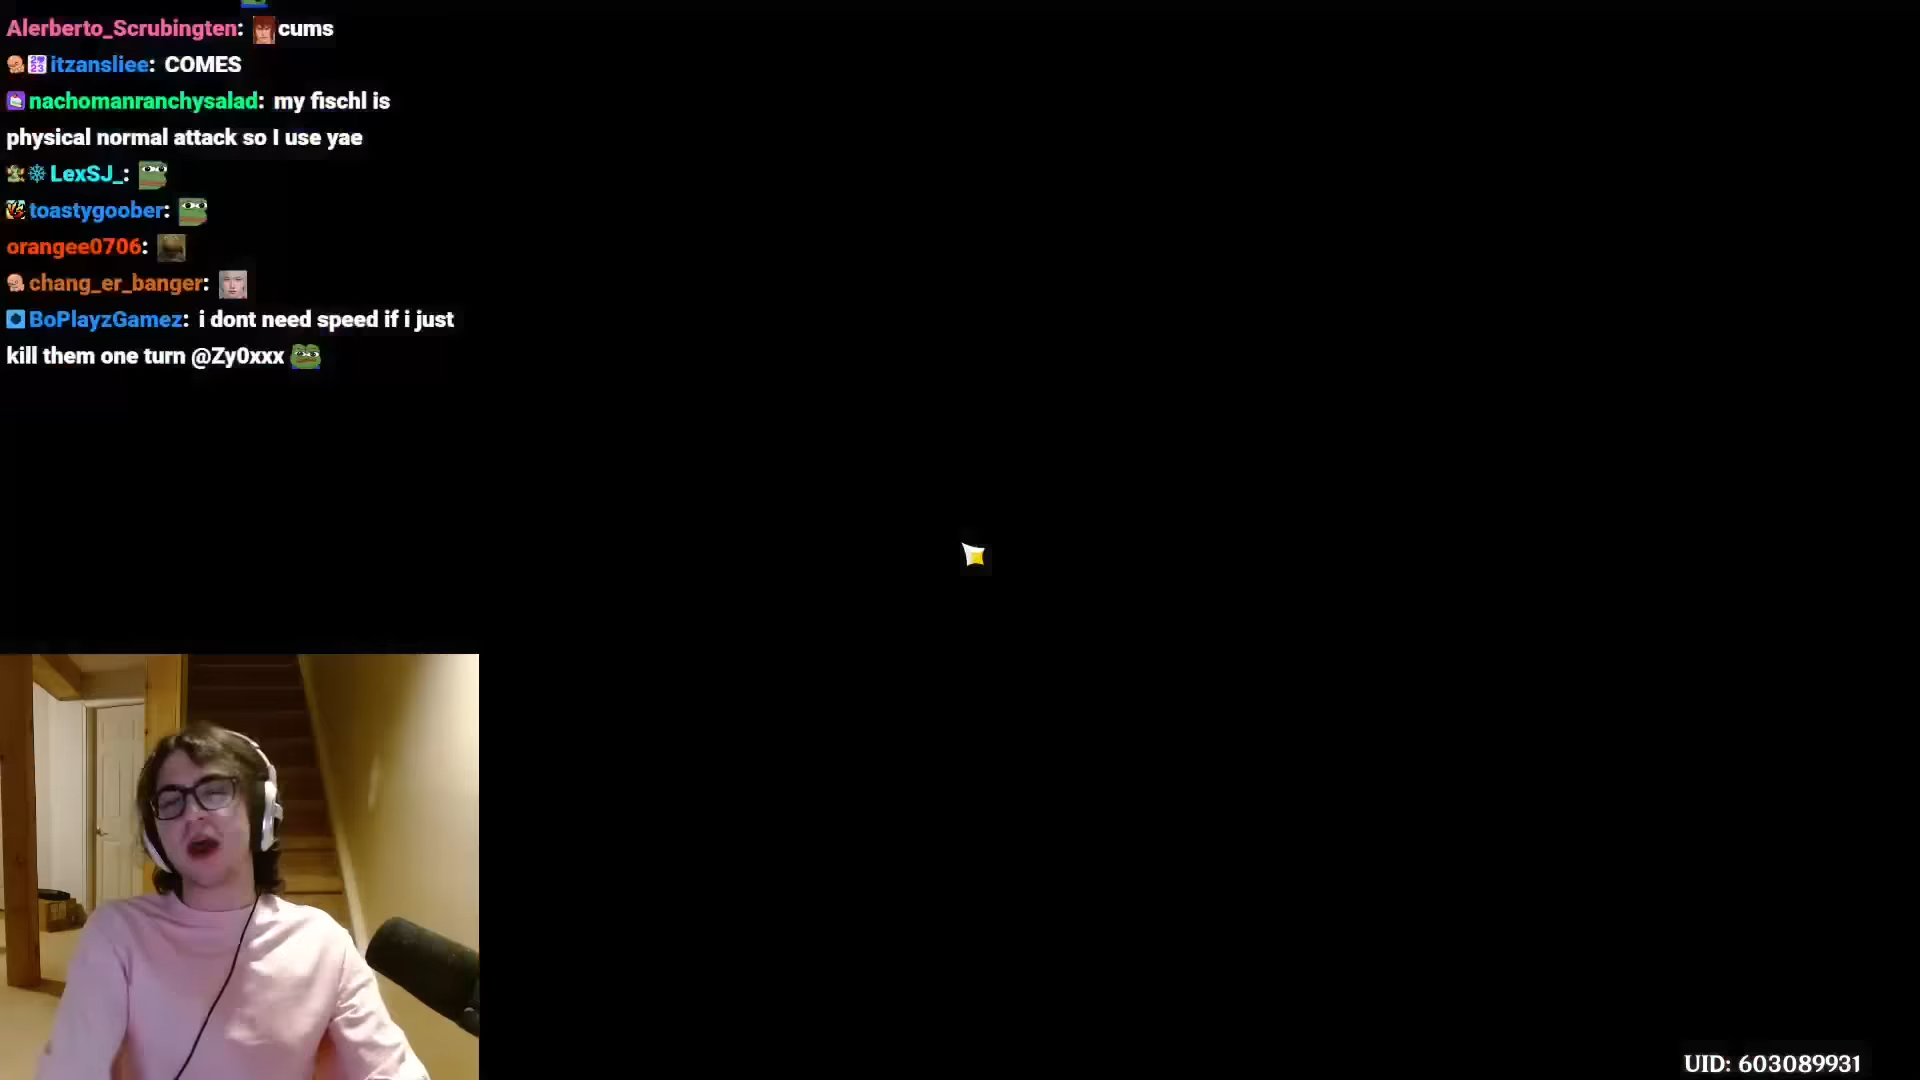 Alerberto_Scrubingten: cums
itzansliee: COMES
nachomanranchysalad: my fischl is
physical normal attack so I use yae
LexSJ_:
toastygoober:
orangee0706:
chang_er_banger:
BoPlayzGamez: i dont need speed if i just
kill them one turn @Zy0xxx
UID: 603089931